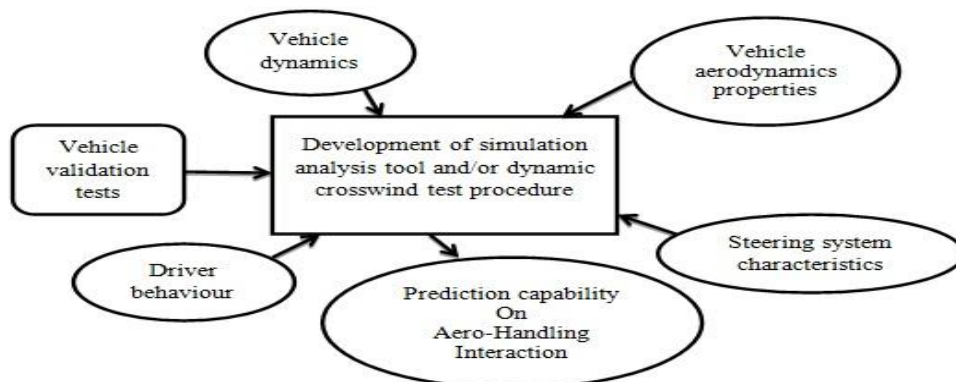 Vehicle
dynamics
Vehicle
aerodynamics
properties
Vehicle
validation
tests
Development of simulation
analysis tool and/or dynamic
crosswind test procedure
Driver
behaviour
Steering system
characteristics
Prediction capability
On
Aero-Handling
Interaction